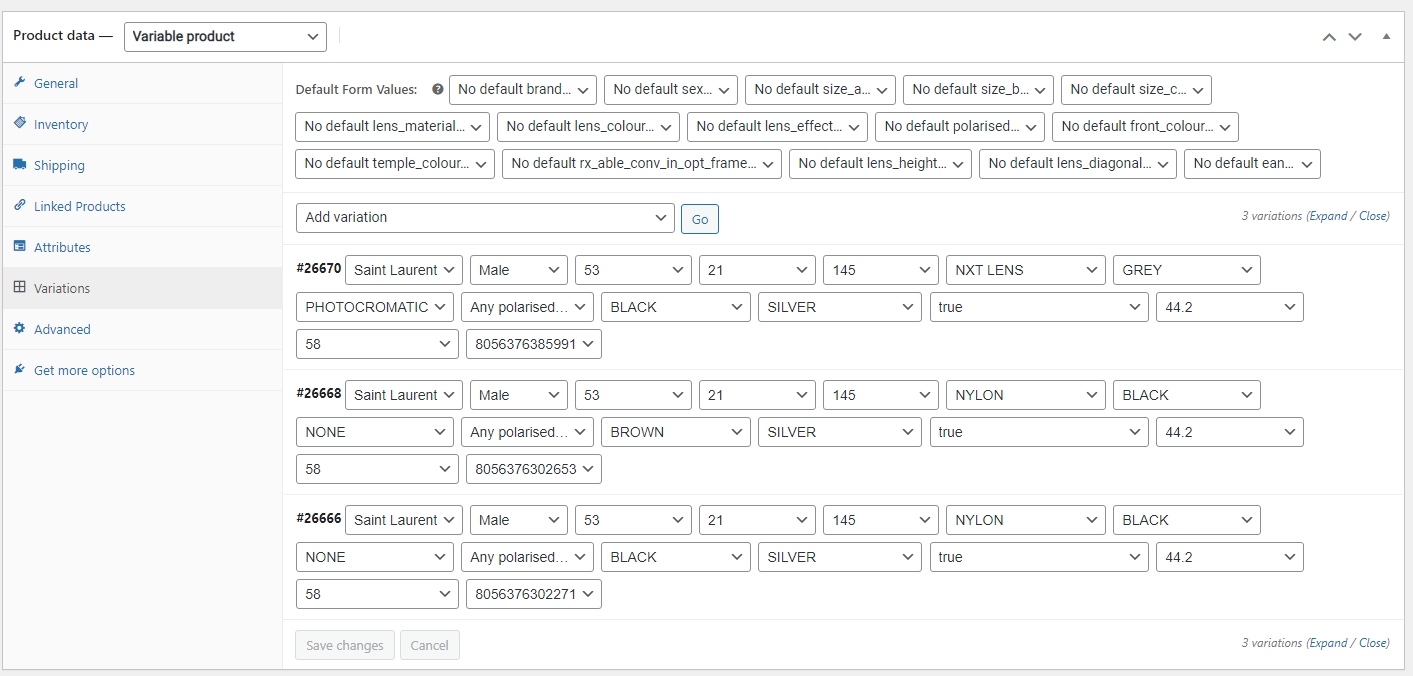 Product data — Variable product
General
Inventory
Shipping
Linked Products
Attributes
Variations
Advanced
Get more options
Default Form Values: ? No default brand... No default sex... No default size_a... No default size_b... No default size_c...
No default lens_material... No default lens_colour... No default lens_effect... No default polarised... No default front_colour...
No default temple_colour... No default rx_able_conv_in_opt_frame... No default lens_height... No default lens_diagonal... No default ean...
Add variation Go 3 variations (Expand / Close)
#26670 Saint Laurent Male 53 21 145 NXT LENS GREY
PHOTOCROMATIC Any polarised... BLACK SILVER true 44.2
58 8056376385991
#26668 Saint Laurent Male 53 21 145 NYLON BLACK
NONE Any polarised... BROWN SILVER true 44.2
58 8056376302653
#26666 Saint Laurent Male 53 21 145 NYLON BLACK
NONE Any polarised... BLACK SILVER true 44.2
58 8056376302271
Save changes Cancel 3 variations (Expand / Close)